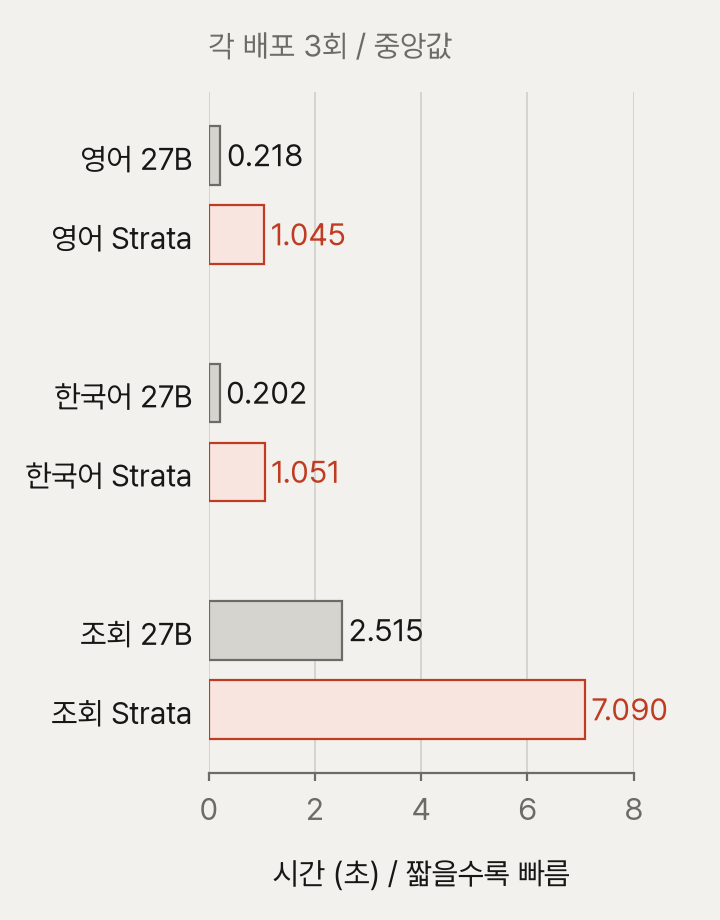 각 배포 3회 / 중앙값
영어 27B 0.218
영어 Strata 1.045
한국어 27B 0.202
한국어 Strata 1.051
조회 27B 2.515
조회 Strata 7.090
0 2 4 6 8
시간 (초) / 짧을수록 빠름